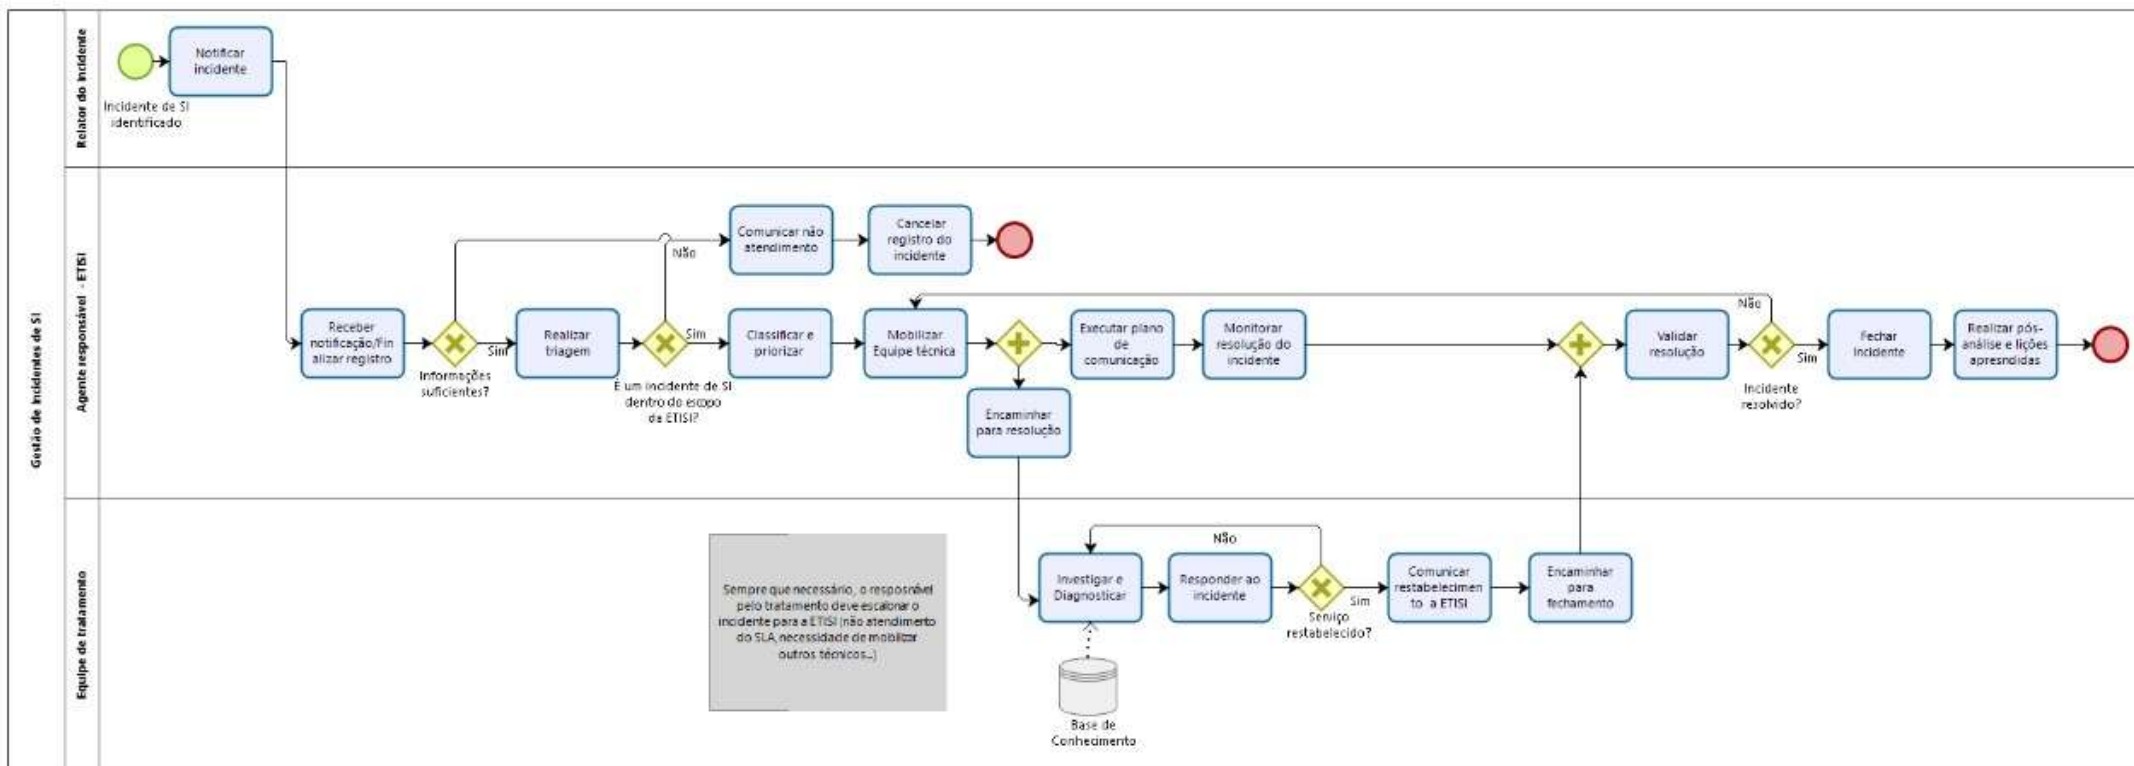 Gestão de Incidentes de SI
Relator do Incidente
Notificar
incidente
Incidente de SI
identificado
Agente responsável - ETISI
Receber
notificação/Fin
alizar registro
Informações
suficientes?
Sim
Realizar
triagem
É um incidente de SI
dentro do escopo
da ETISI?
Não
Sim
Comunicar não
atendimento
Cancelar
registro do
incidente
Classificar e
priorizar
Mobilizar
Equipe técnica
Executar plano
de
comunicação
Monitorar
resolução do
incidente
Encaminhar
para resolução
Validar
resolução
Não
Incidente
resolvido?
Sim
Fechar
Incidente
Realizar pós-
análise e lições
apresndidas
Equipe de tratamento
Sempre que necessário, o resposnável
pelo tratamento deve escalonar o
incidente para a ETISI (não atendimento
do SLA, necessidade de mobilizar
outros técnicos...)
Investigar e
Diagnosticar
Base de
Conhecimento
Responder ao
incidente
Não
Serviço
restabelecido?
Sim
Comunicar
restabelecimen
to a ETISI
Encaminhar
para
fechamento